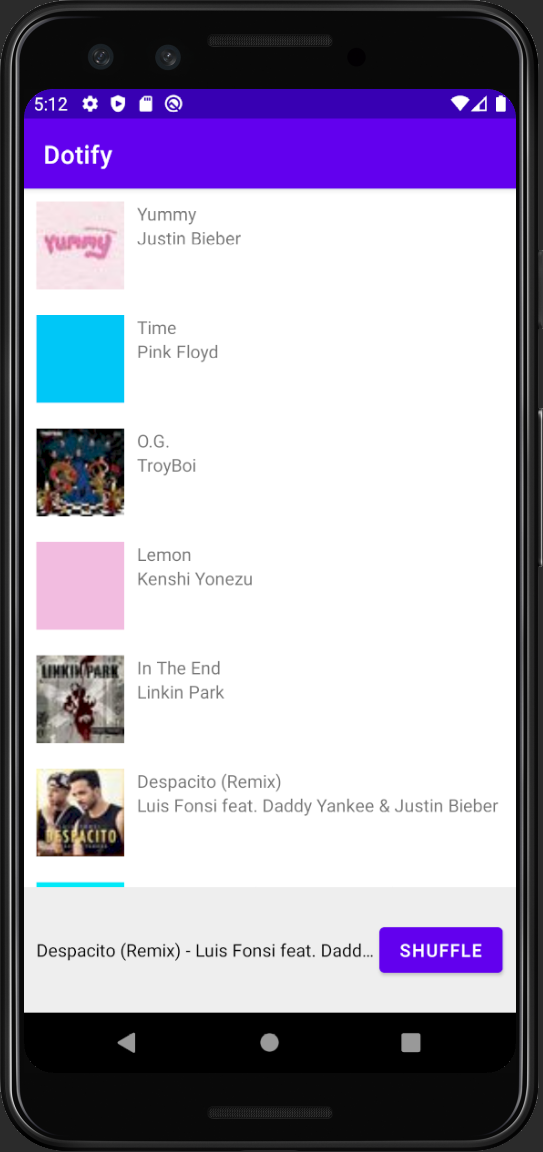 5:12
Dotify
YUMMY
Yummy
Justin Bieber
Time
Pink Floyd
O.G.
TroyBoi
Lemon
Kenshi Yonezu
LINKIN PARK
In The End
Linkin Park
DESPACITO
Despacito (Remix)
Luis Fonsi feat. Daddy Yankee & Justin Bieber
Despacito (Remix) - Luis Fonsi feat. Dadd...
SHUFFLE